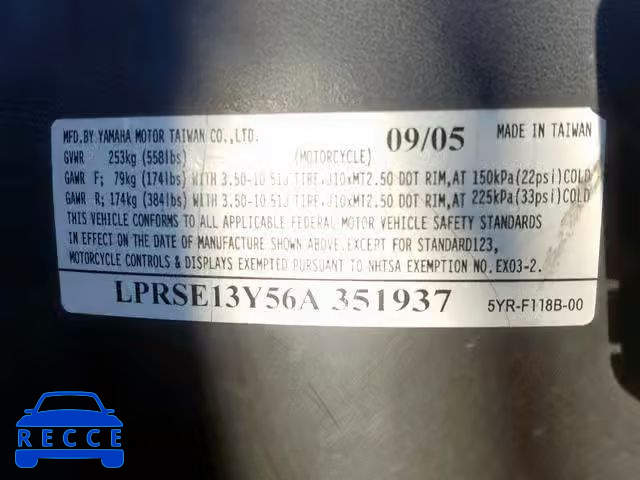 MFD.BY YAMAHA MOTOR TAIWAN CO.,LTD. 09/05 MADE IN TAIWAN
GVWR 253kg (558lbs) (MOTORCYCLE)
GAWR F; 79kg (174lbs) WITH 3.50-10 51J TIRE,J10xMT2.50 DOT RIM,AT 150kPa(22psi)COLD
GAWR R; 174kg (384lbs) WITH 3.50-10 51J TIRE,J10xMT2.50 DOT RIM,AT 225kPa(33psi)COLD
THIS VEHICLE CONFORMS TO ALL APPLICABLE FEDERAL MOTOR VEHICLE SAFETY STANDARDS
IN EFFECT ON THE DATE OF MANUFACTURE SHOWN ABOVE.EXCEPT FOR STANDARD123,
MOTORCYCLE CONTROLS & DISPLAYS EXEMPTED PURSUANT TO NHTSA EXEMPTION NO.EX03-2.
LPRSE13Y56A 351937 5YR-F118B-00
RECCE